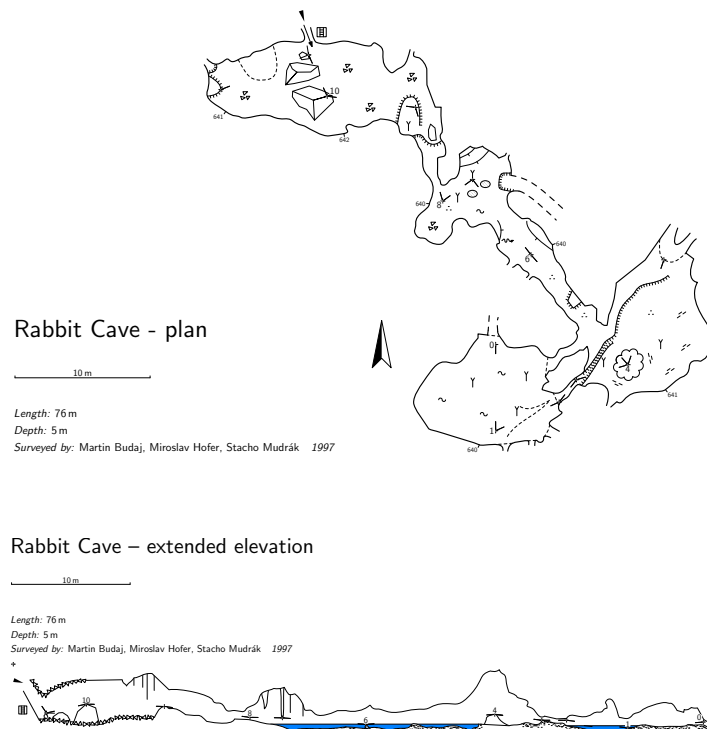 10
641
642
640
8
640
6
Rabbit Cave - plan
0
10 m
4
641
Length: 76 m
Depth: 5 m
1
Surveyed by: Martin Budaj, Miroslav Hofer, Stacho Mudrák 1997
640
Rabbit Cave – extended elevation
10 m
Length: 76 m
Depth: 5 m
Surveyed by: Martin Budaj, Miroslav Hofer, Stacho Mudrák 1997
10
8
6
4
1
0